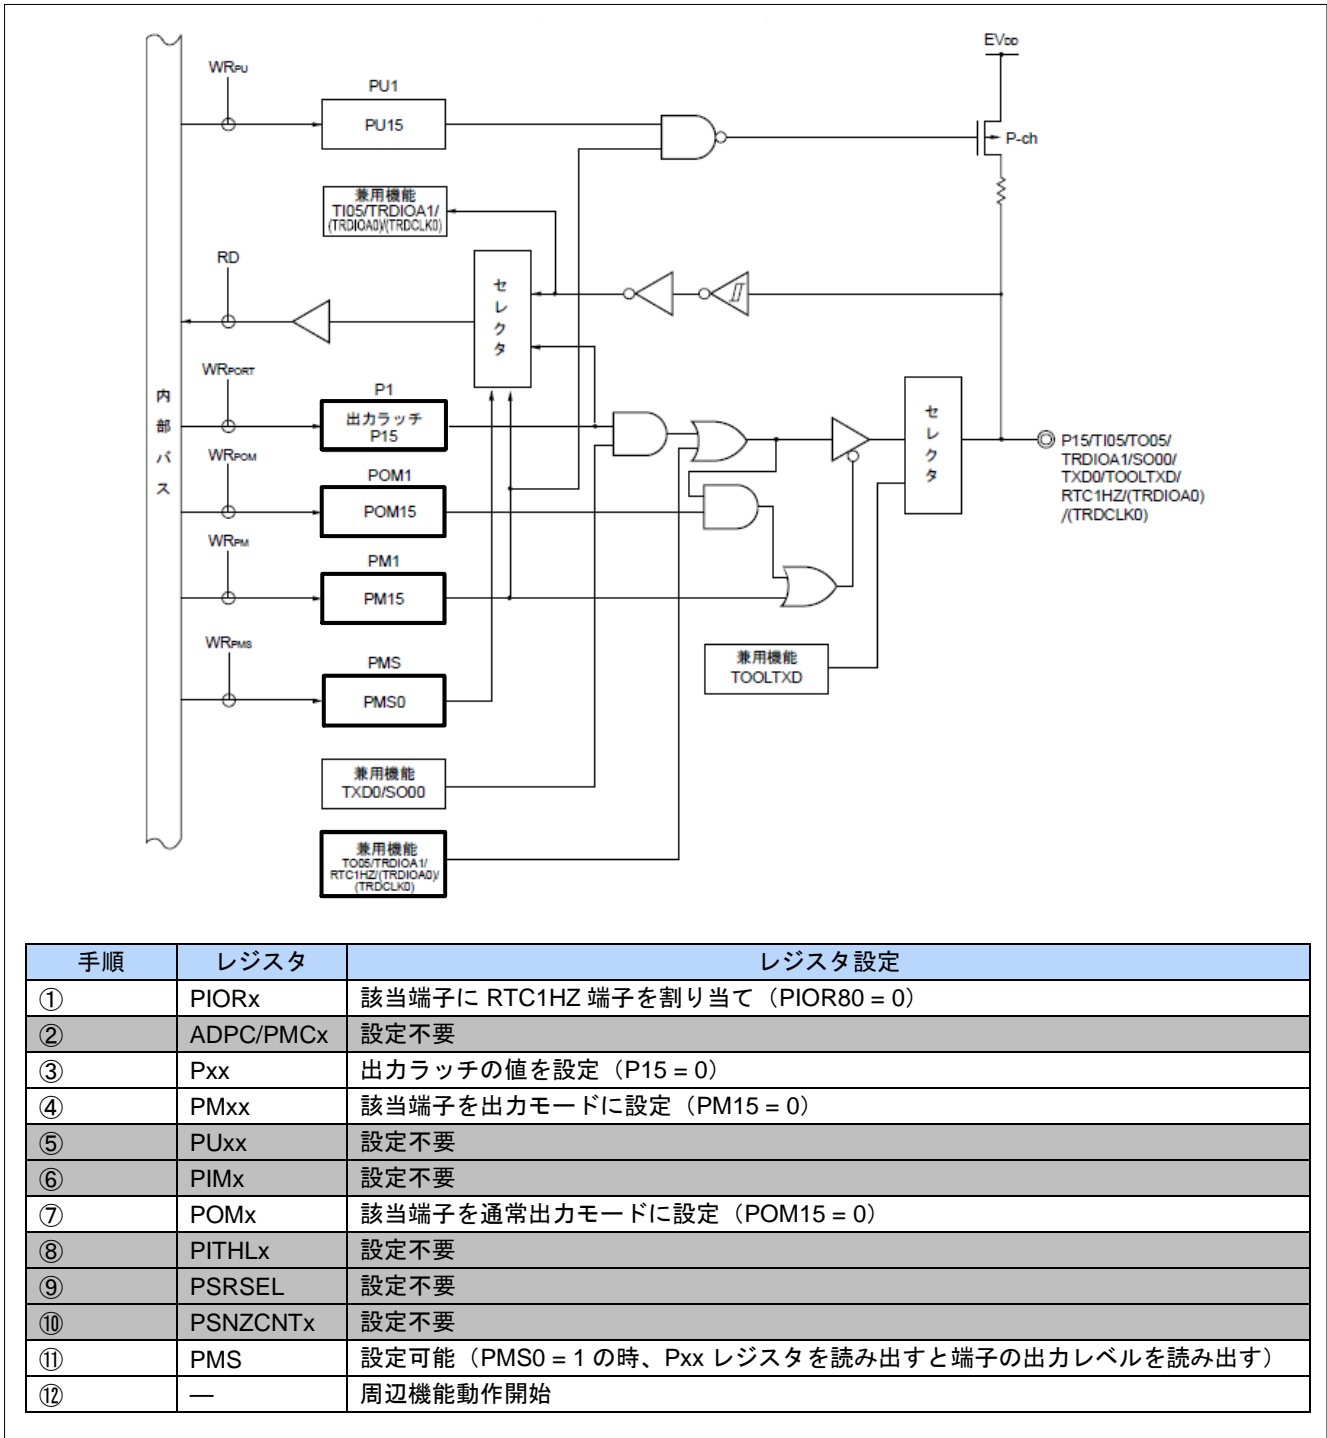 EVDD
WRPU
PU1
PU15
P-ch
兼用機能
TI05/TRDIOA1/
(TRDIOA0)/(TRDCLK0)
RD
セレクタ
WRPORT
P1
出力ラッチ
P15
内部バス
セレクタ
P15/TI05/TO05/
TRDIOA1/SO00/
TXD0/TOOLTXD/
RTC1HZ/(TRDIOA0)
/(TRDCLK0)
WRPOM
POM1
POM15
WRPM
PM1
PM15
WRPMS
PMS
PMS0
兼用機能
TOOLTXD
兼用機能
TXD0/SO00
兼用機能
TO05/TRDIOA1/
RTC1HZ/(TRDIOA0)/
(TRDCLK0)
手順 レジスタ レジスタ設定
① PIORx 該当端子に RTC1HZ 端子を割り当て（PIOR80 = 0）
② ADPC/PMCx 設定不要
③ Pxx 出力ラッチの値を設定（P15 = 0）
④ PMxx 該当端子を出力モードに設定（PM15 = 0）
⑤ PUxx 設定不要
⑥ PIMx 設定不要
⑦ POMx 該当端子を通常出力モードに設定（POM15 = 0）
⑧ PITHLx 設定不要
⑨ PSRSEL 設定不要
⑩ PSNZCNTx 設定不要
⑪ PMS 設定可能（PMS0 = 1 の時、Pxx レジスタを読み出すと端子の出力レベルを読み出す）
⑫ — 周辺機能動作開始